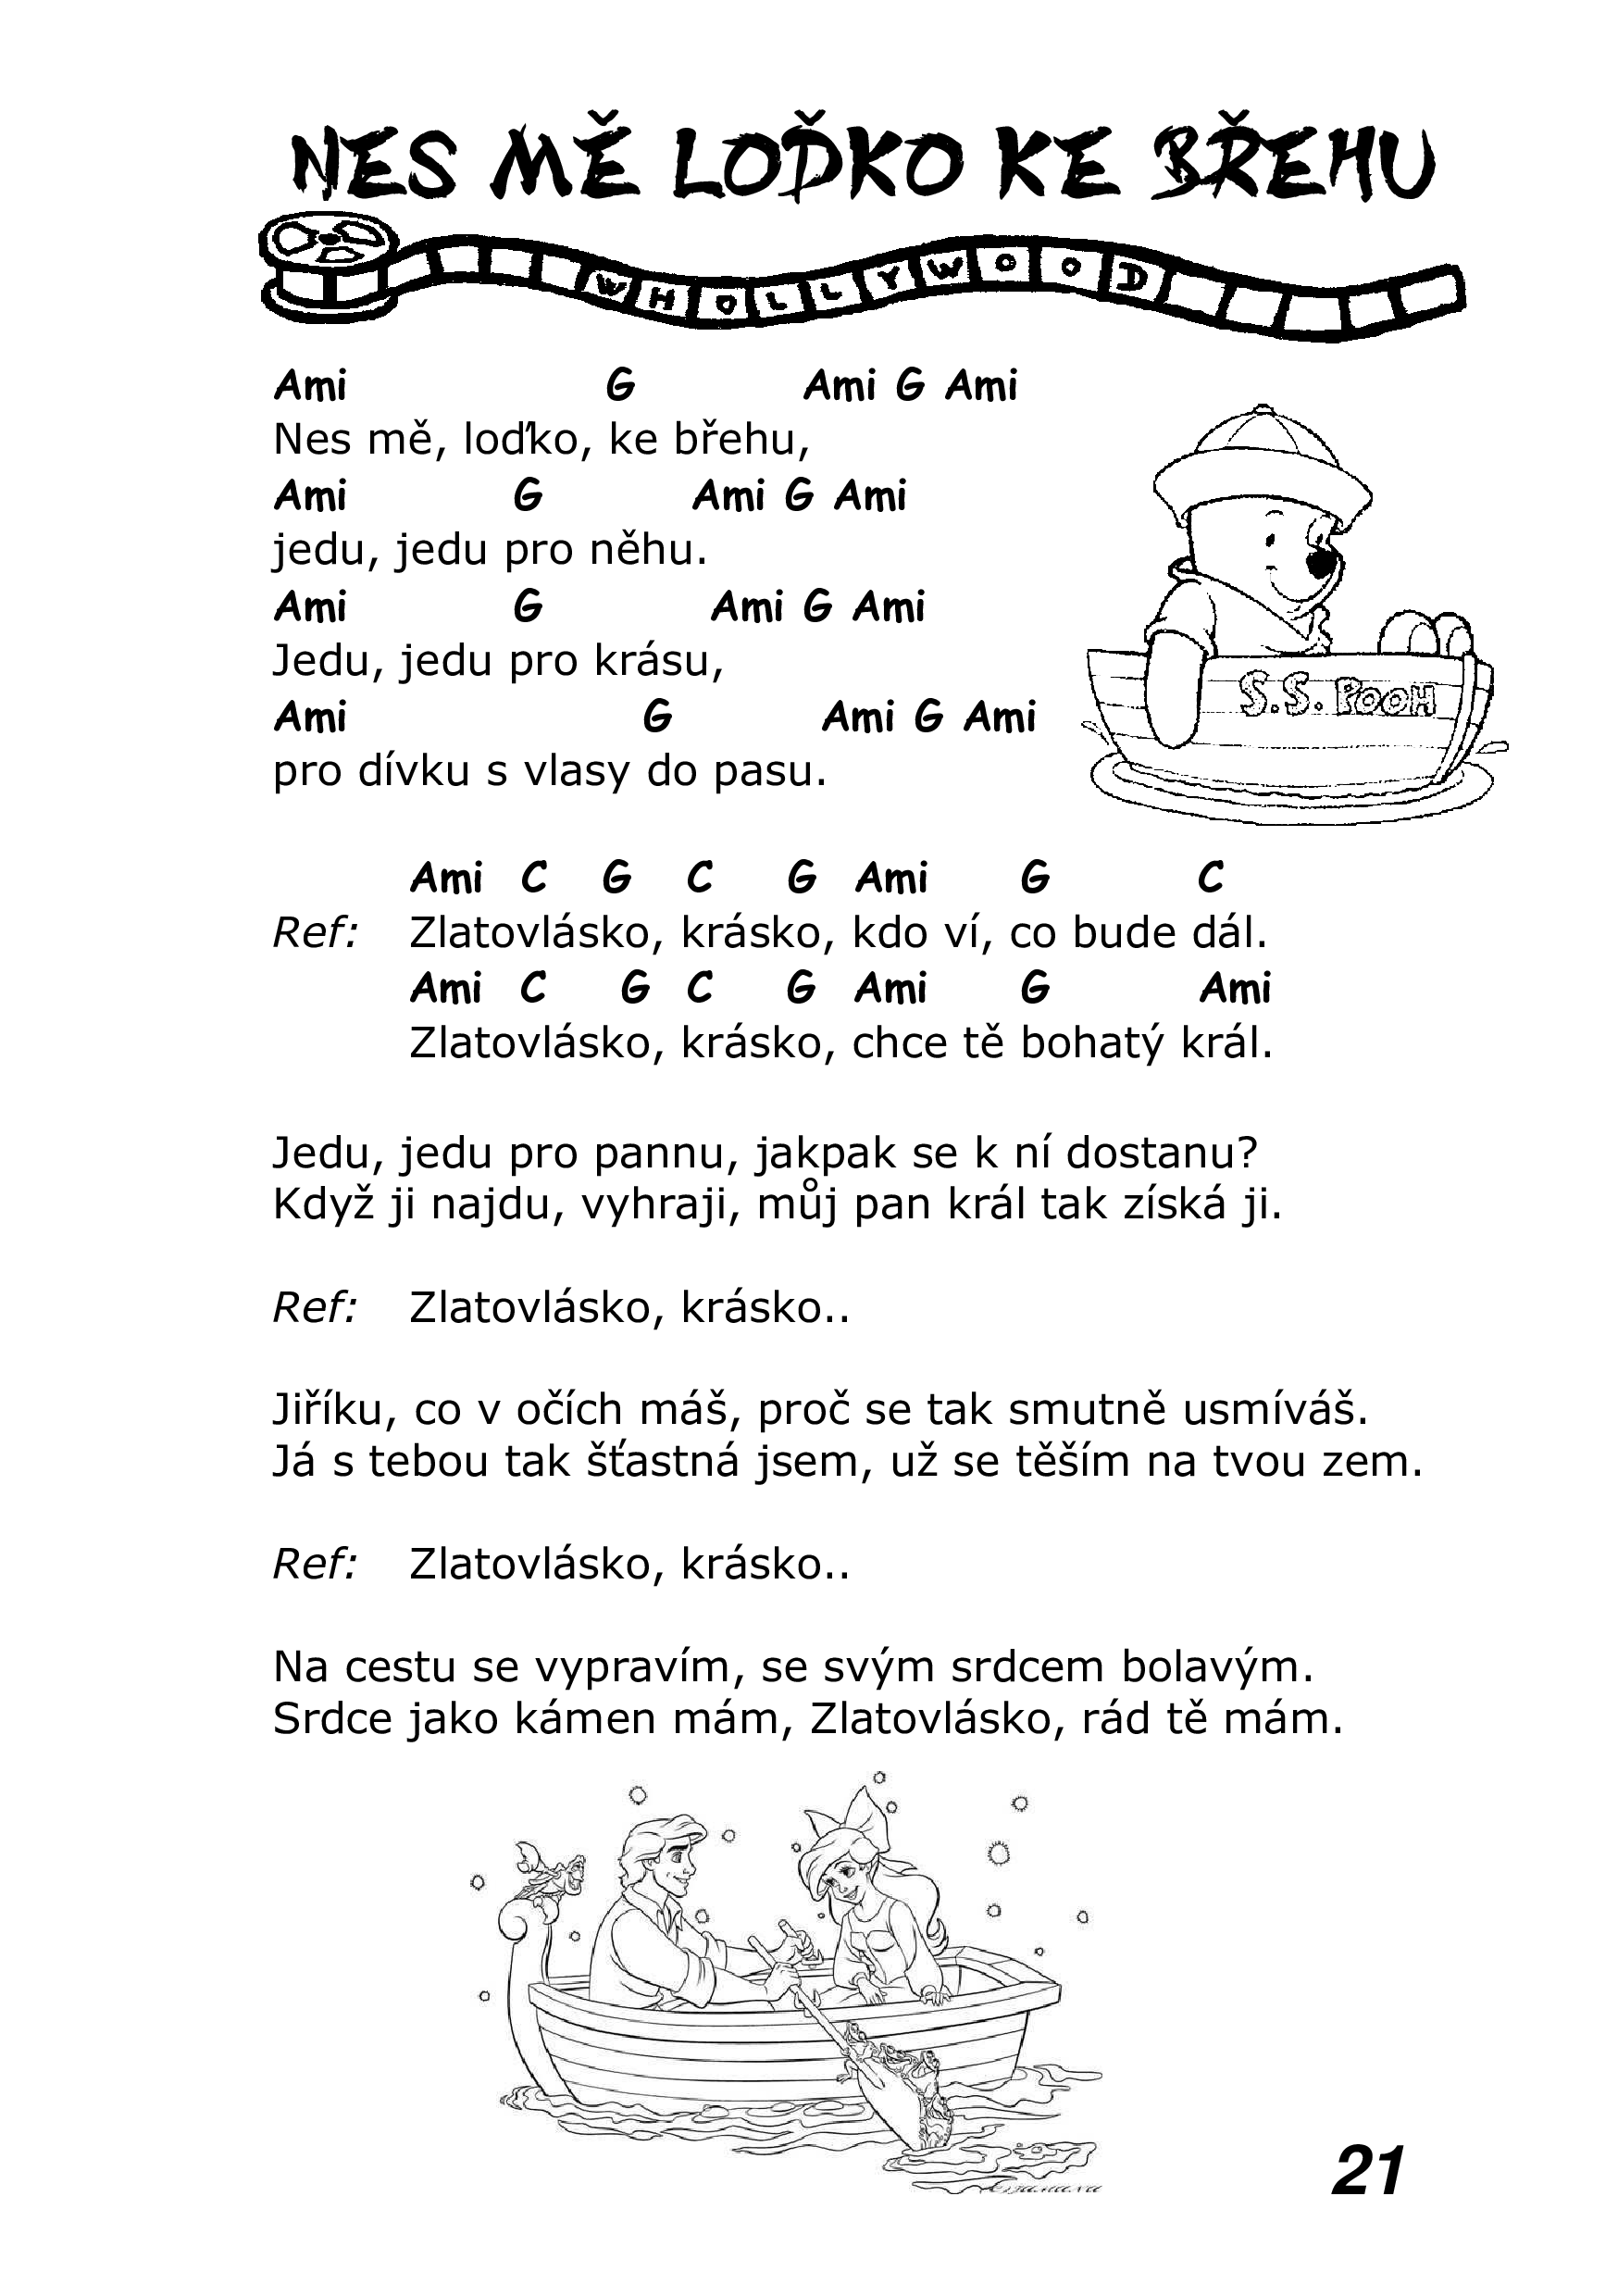 NES MĚ LOĎKO KE BŘEHU
WHOLLYWOOD
Ami G Ami G Ami
Nes mě, loďko, ke břehu,
Ami G Ami G Ami
jedu, jedu pro něhu.
Ami G Ami G Ami
Jedu, jedu pro krásu,
Ami G Ami G Ami
pro dívku s vlasy do pasu.
S.S. POOH
Ami C G C G Ami G C
Ref: Zlatovlásko, krásko, kdo ví, co bude dál.
Ami C G C G Ami G Ami
Zlatovlásko, krásko, chce tě bohatý král.
Jedu, jedu pro pannu, jakpak se k ní dostanu?
Když ji najdu, vyhraji, můj pan král tak získá ji.
Ref: Zlatovlásko, krásko..
Jiříku, co v očích máš, proč se tak smutně usmíváš.
Já s tebou tak šťastná jsem, už se těším na tvou zem.
Ref: Zlatovlásko, krásko..
Na cestu se vypravím, se svým srdcem bolavým.
Srdce jako kámen mám, Zlatovlásko, rád tě mám.
21